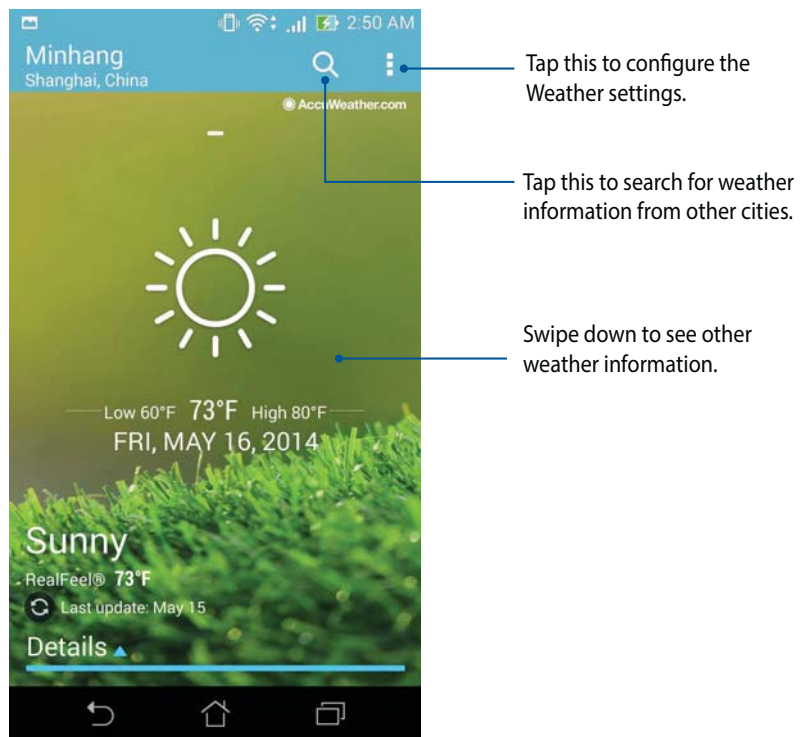 2:50 AM
Minhang
Shanghai, China
AccuWeather.com
Low 60°F 73°F High 80°F
FRI, MAY 16, 2014
Sunny
RealFeel® 73°F
Last update: May 15
Details
Tap this to configure the
Weather settings.
Tap this to search for weather
information from other cities.
Swipe down to see other
weather information.